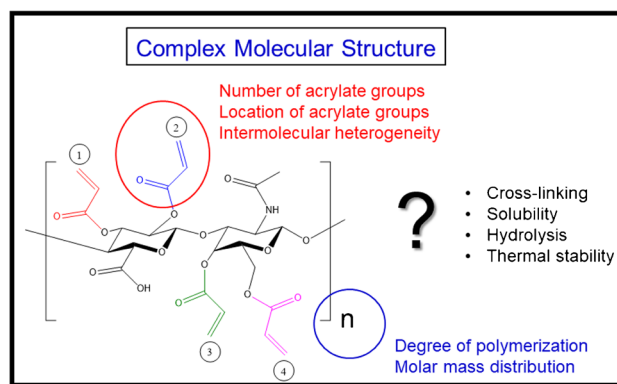 Complex Molecular Structure
Number of acrylate groups
Location of acrylate groups
Intermolecular heterogeneity
1
2
O
O
O
O
O
NH
O
O
O
O
O
O
OH
O
O
O
O
3
4
n
?
• Cross-linking
• Solubility
• Hydrolysis
• Thermal stability
Degree of polymerization
Molar mass distribution